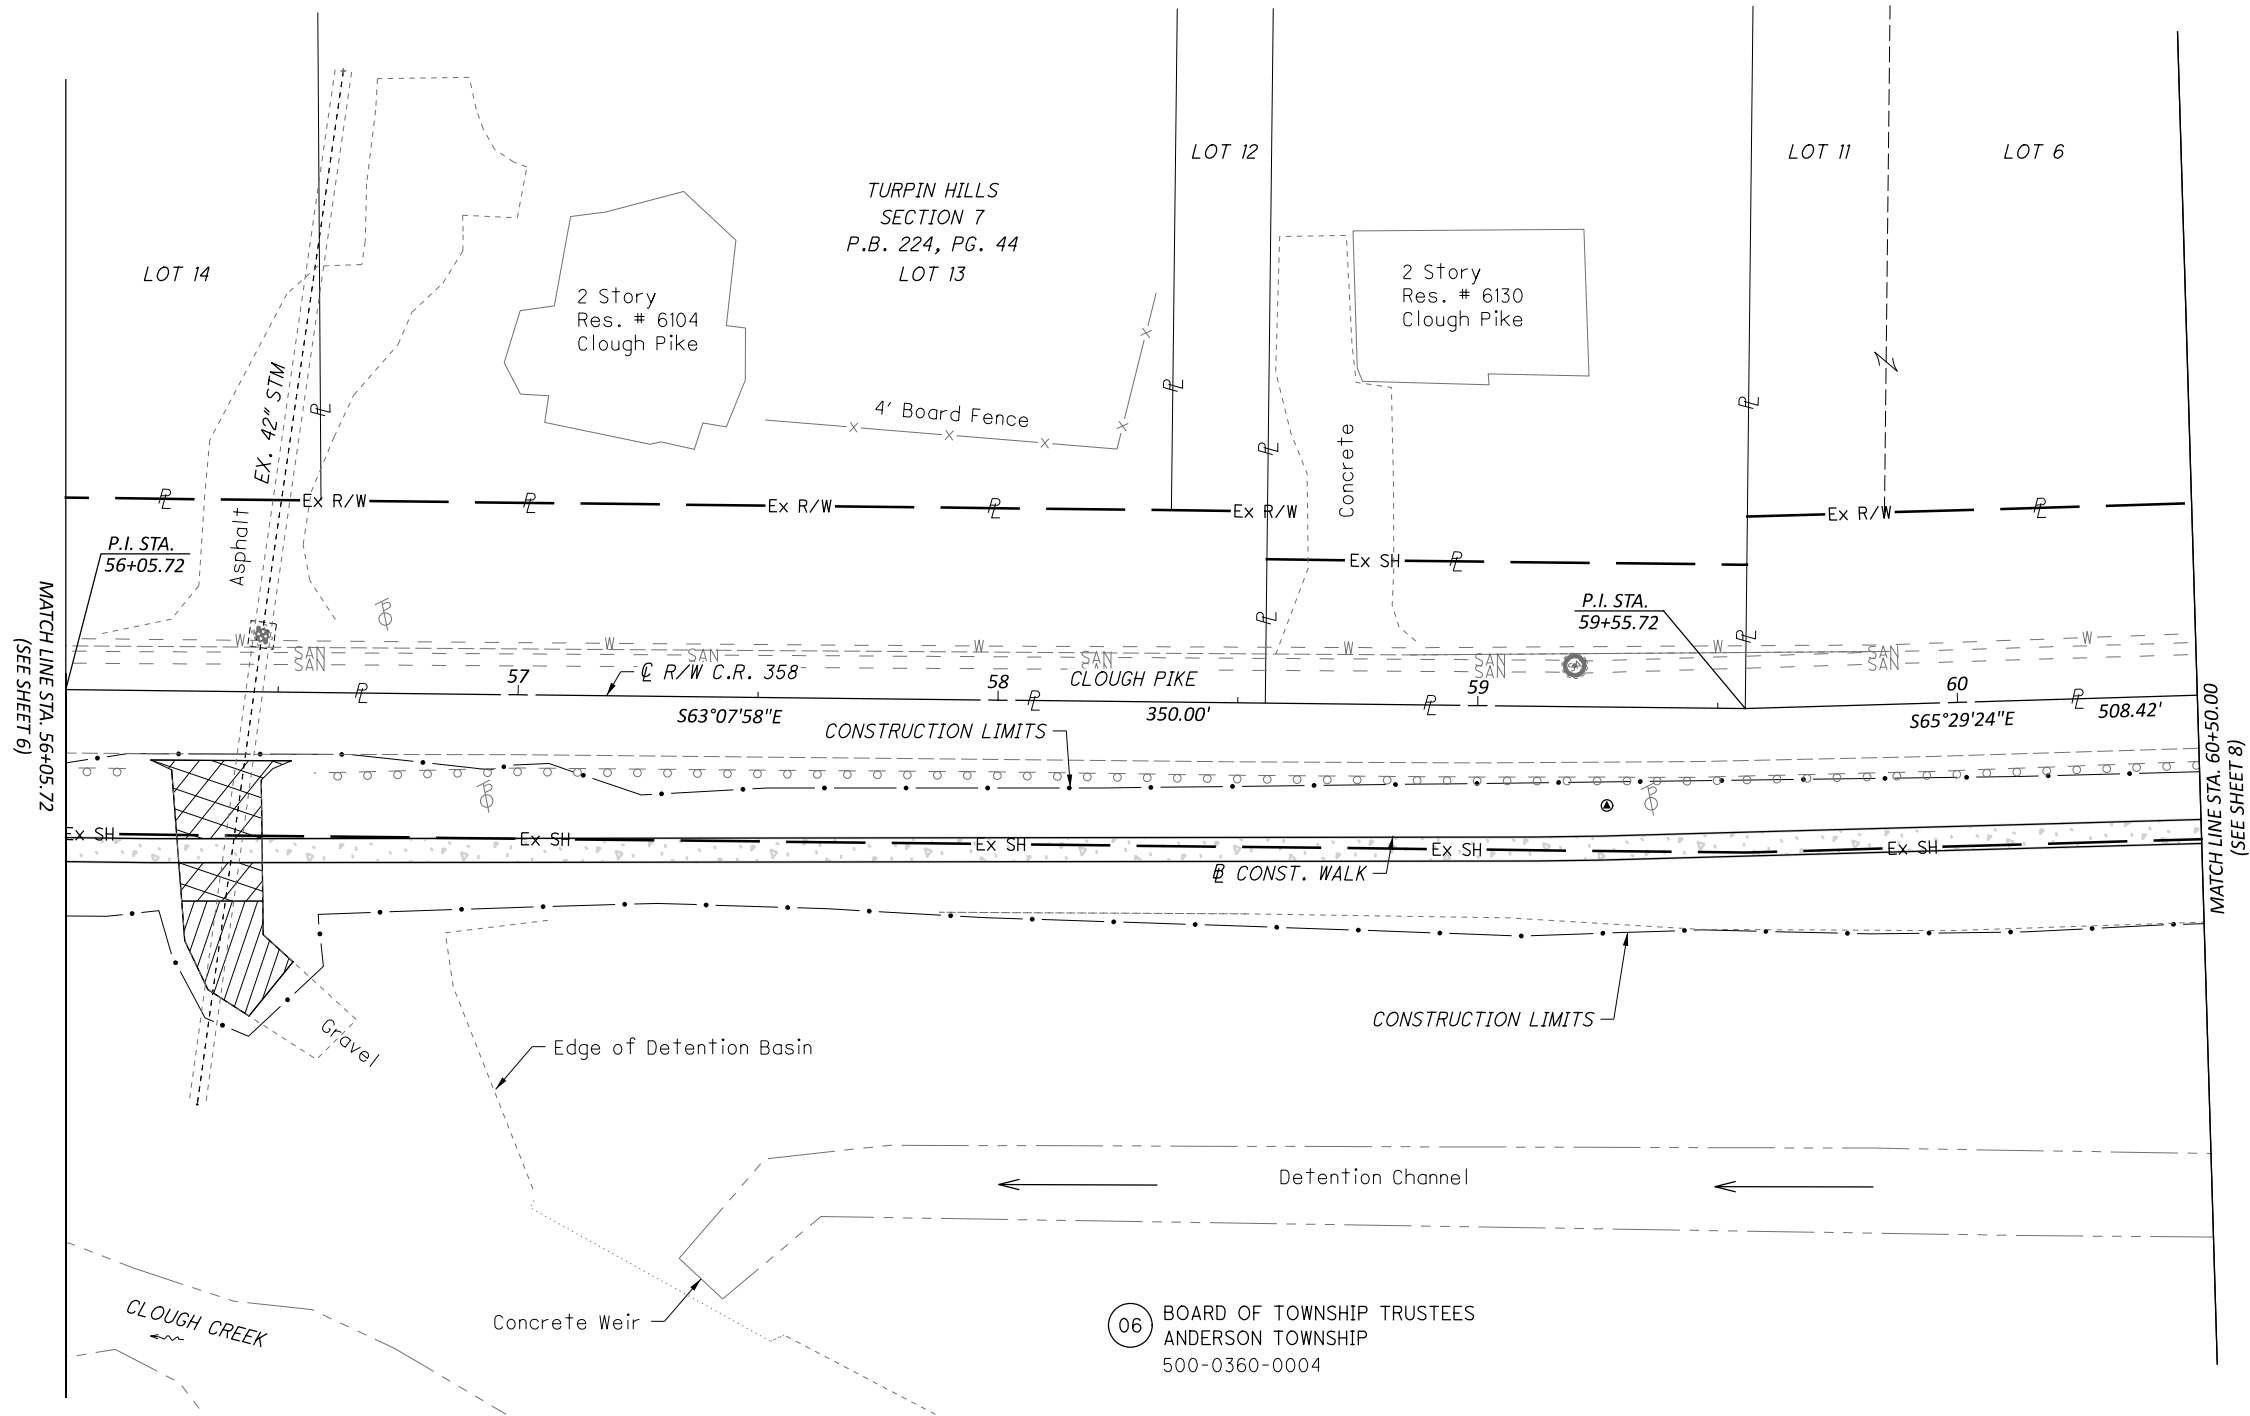 LOT 12
LOT 11
LOT 6
TURPIN HILLS
SECTION 7
P.B. 224, PG. 44
LOT 13
LOT 14
2 Story
Res. # 6104
Clough Pike
2 Story
Res. # 6130
Clough Pike
4' Board Fence
EX. 42" STM
Asphalt
Concrete
Ex R/W
Ex R/W
Ex R/W
Ex R/W
Ex SH
P.I. STA.
56+05.72
P.I. STA.
59+55.72
W
W
W
W
W
W
SAN
SAN
SAN
SAN
SAN
SAN
SAN
SAN
SAN
57
58
59
60
℄ R/W C.R. 358
CLOUGH PIKE
S63°07'58"E
350.00'
S65°29'24"E
508.42'
MATCH LINE STA. 56+05.72
(SEE SHEET 6)
MATCH LINE STA. 60+50.00
(SEE SHEET 8)
CONSTRUCTION LIMITS
Ex SH
Ex SH
Ex SH
Ex SH
Ex SH
BL CONST. WALK
CONSTRUCTION LIMITS
Gravel
Edge of Detention Basin
Detention Channel
Concrete Weir
CLOUGH CREEK
06
BOARD OF TOWNSHIP TRUSTEES
ANDERSON TOWNSHIP
500-0360-0004